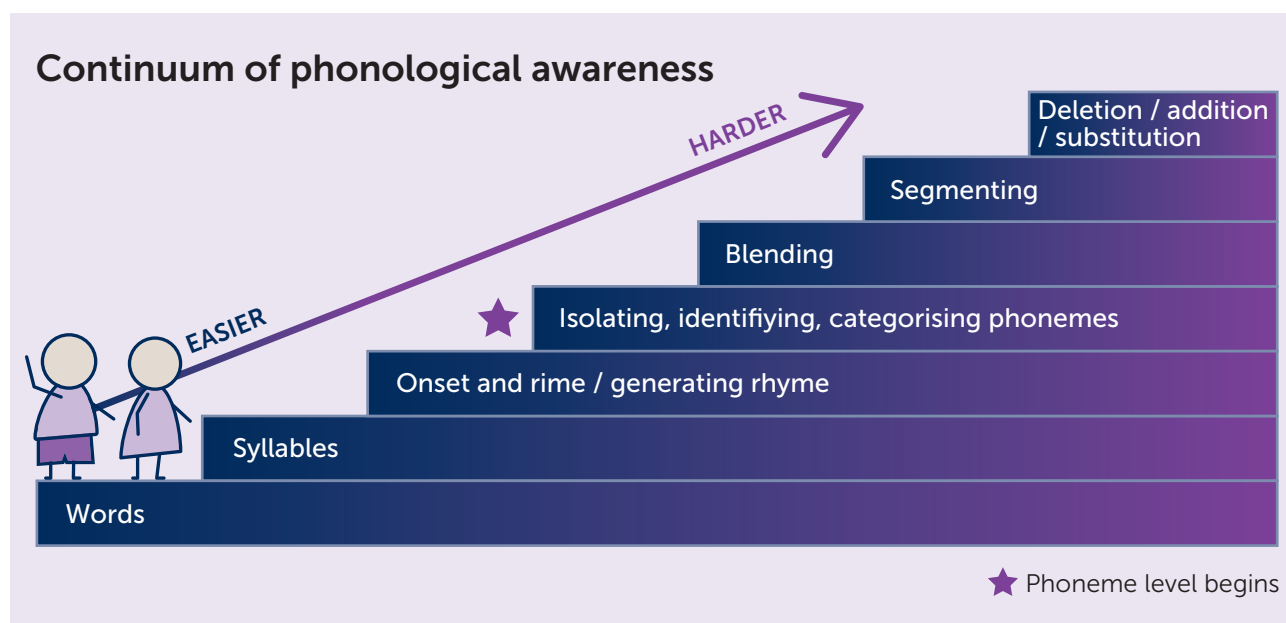 Continuum of phonological awareness
HARDER
Deletion / addition
/ substitution
Segmenting
Blending
Isolating, identifiying, categorising phonemes
EASIER
Onset and rime / generating rhyme
Syllables
Words
Phoneme level begins